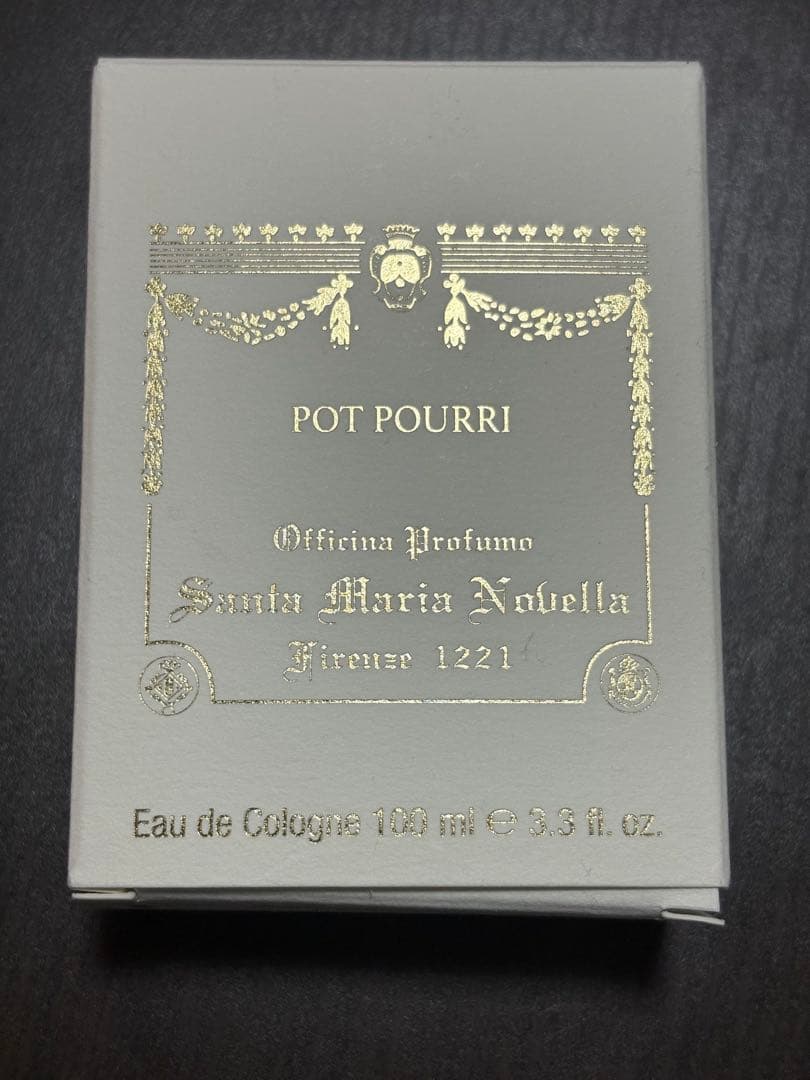 POT POURRI
Officina Profumo
Santa Maria Novella
Firenze 1221
Eau de Cologne 100 ml ℮ 3.3 fl. oz.